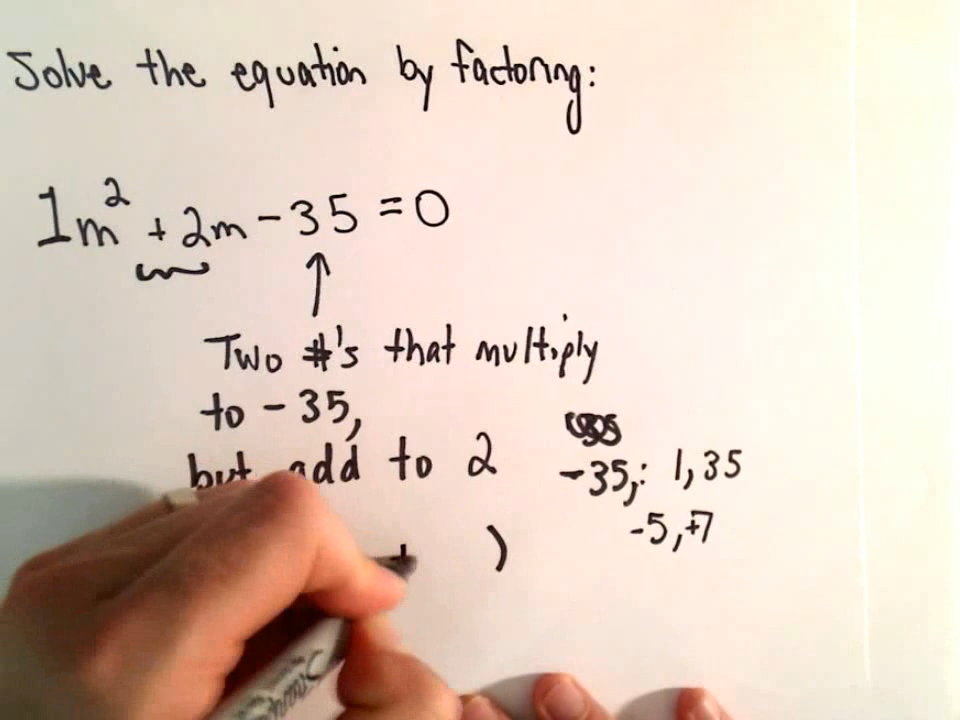 Solve the equation by factoring:
1m² + 2m - 35 = 0
Two #'s that multiply
to - 35,
but add to 2
-35,: 1, 35
-5, +7
+ )